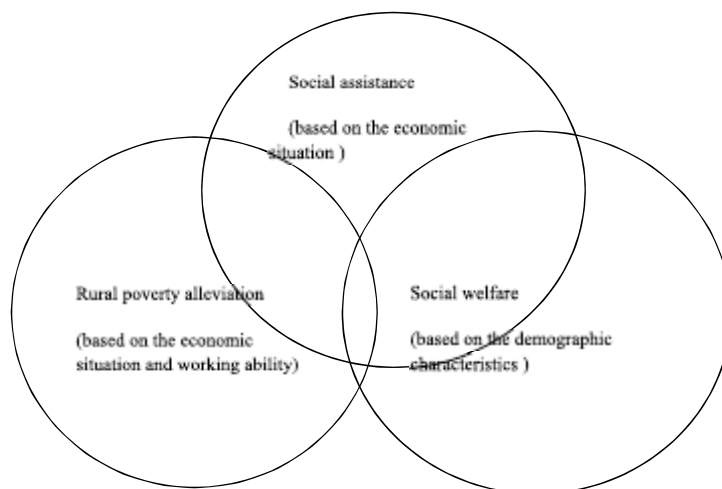 Social assistance
(based on the economic
situation )
Rural poverty alleviation
(based on the economic
situation and working ability)
Social welfare
(based on the demographic
characteristics )